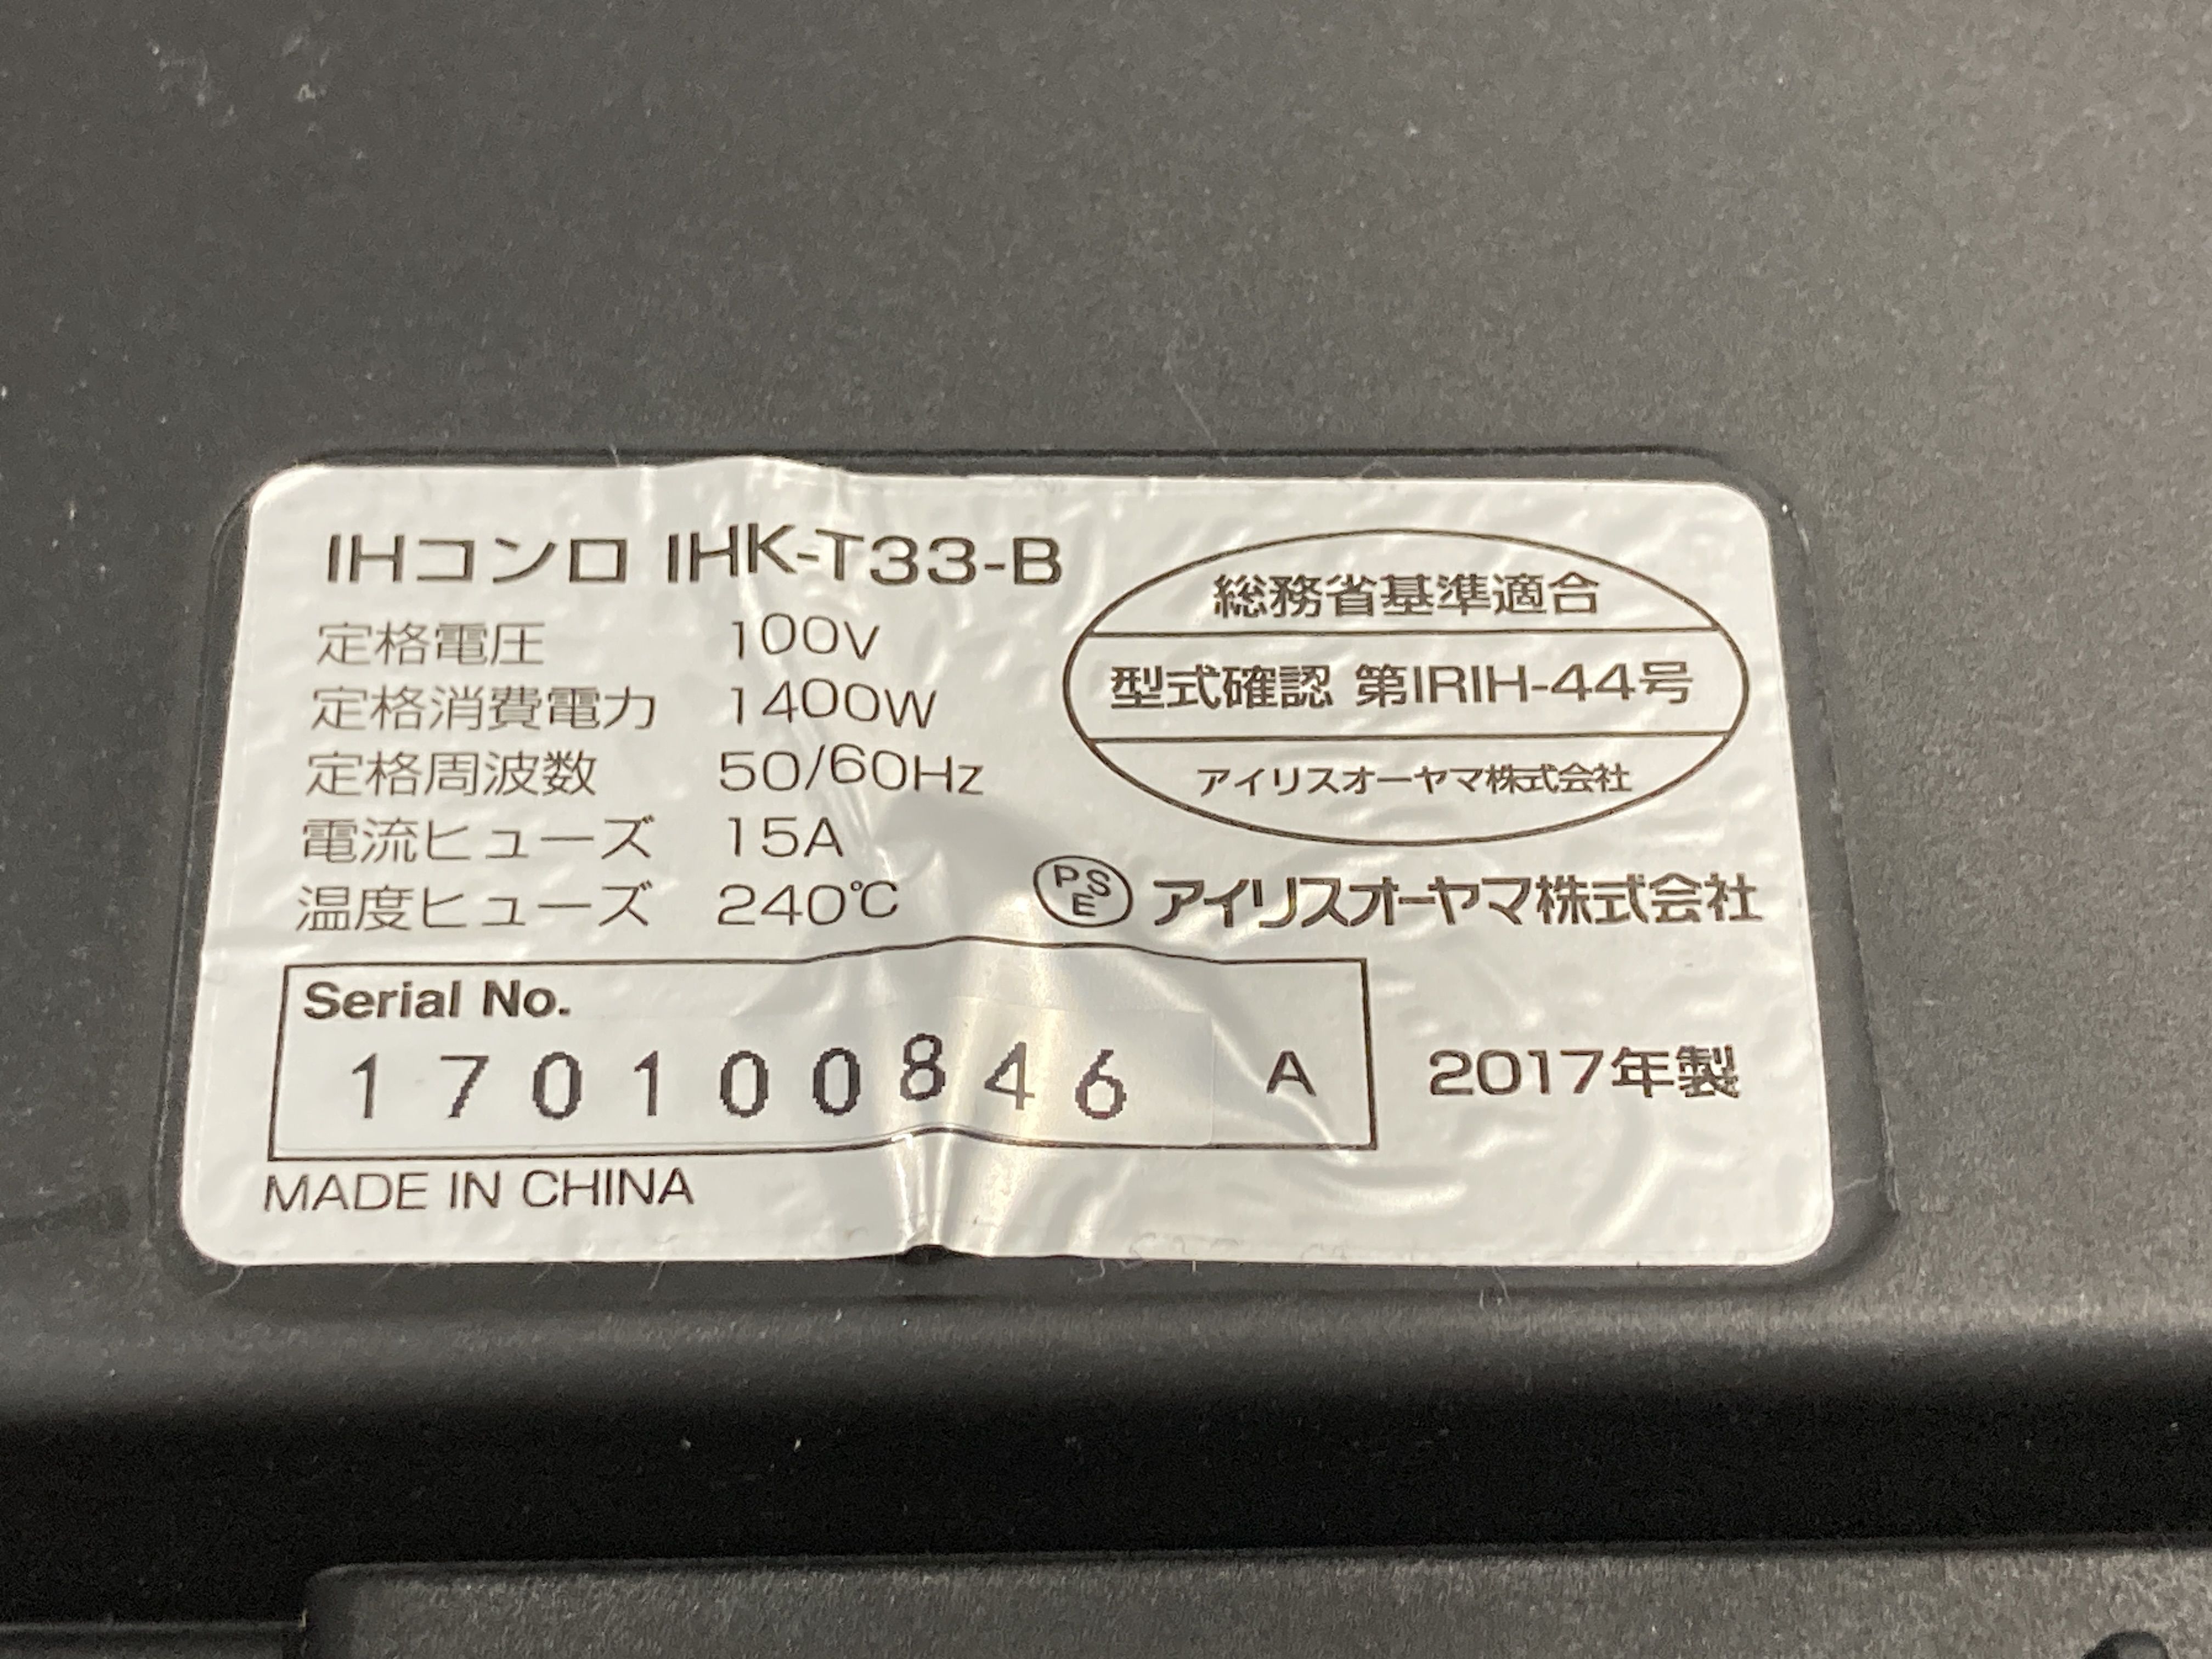 IHコンロ IHK-T33-B
定格電圧 100V
定格消費電力 1400W
定格周波数 50/60Hz
電流ヒューズ 15A
温度ヒューズ 240℃
総務省基準適合
型式確認 第IRIH-44号
アイリスオーヤマ株式会社
PSE アイリスオーヤマ株式会社
Serial No.
170100846 A
2017年製
MADE IN CHINA